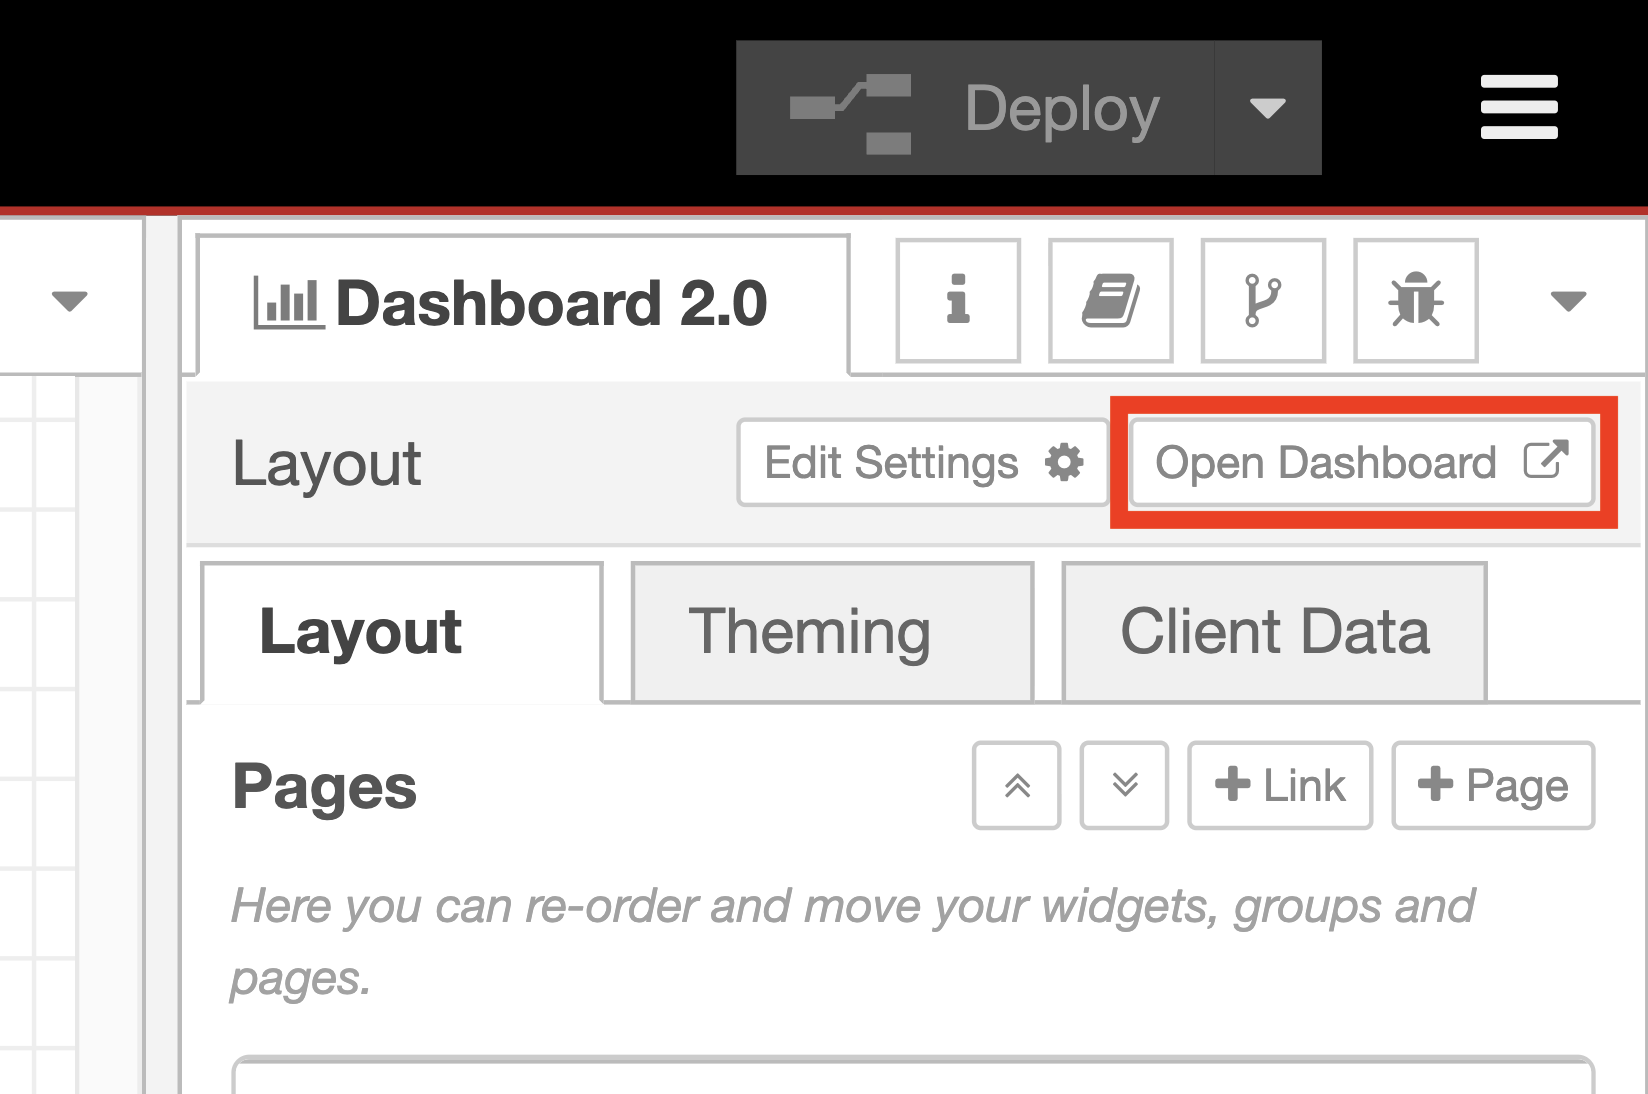 Deploy
Dashboard 2.0
Layout
Edit Settings
Open Dashboard
Layout
Theming
Client Data
Pages
Link
Page
Here you can re-order and move your widgets, groups and
pages.